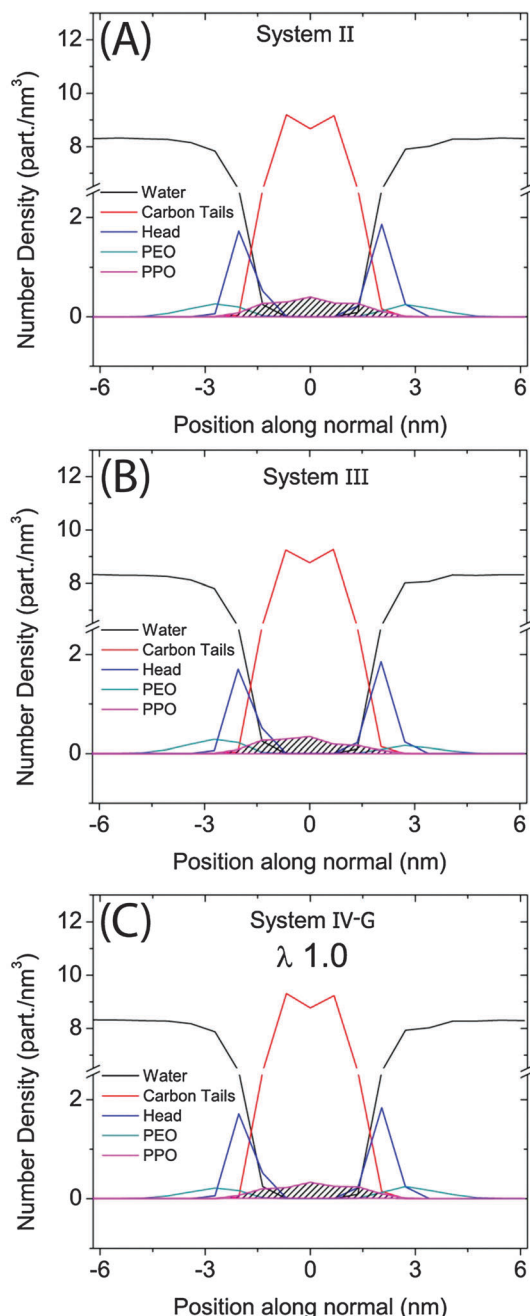 (A)
System II
Number Density (part./nm³)
12
10
8
2
0
Water
Carbon Tails
Head
PEO
PPO
-6 -3 0 3 6
Position along normal (nm)
(B)
System III
Number Density (part./nm³)
12
10
8
2
0
Water
Carbon Tails
Head
PEO
PPO
-6 -3 0 3 6
Position along normal (nm)
(C)
System IV-G
λ 1.0
Number Density (part./nm³)
12
10
8
2
0
Water
Carbon Tails
Head
PEO
PPO
-6 -3 0 3 6
Position along normal (nm)